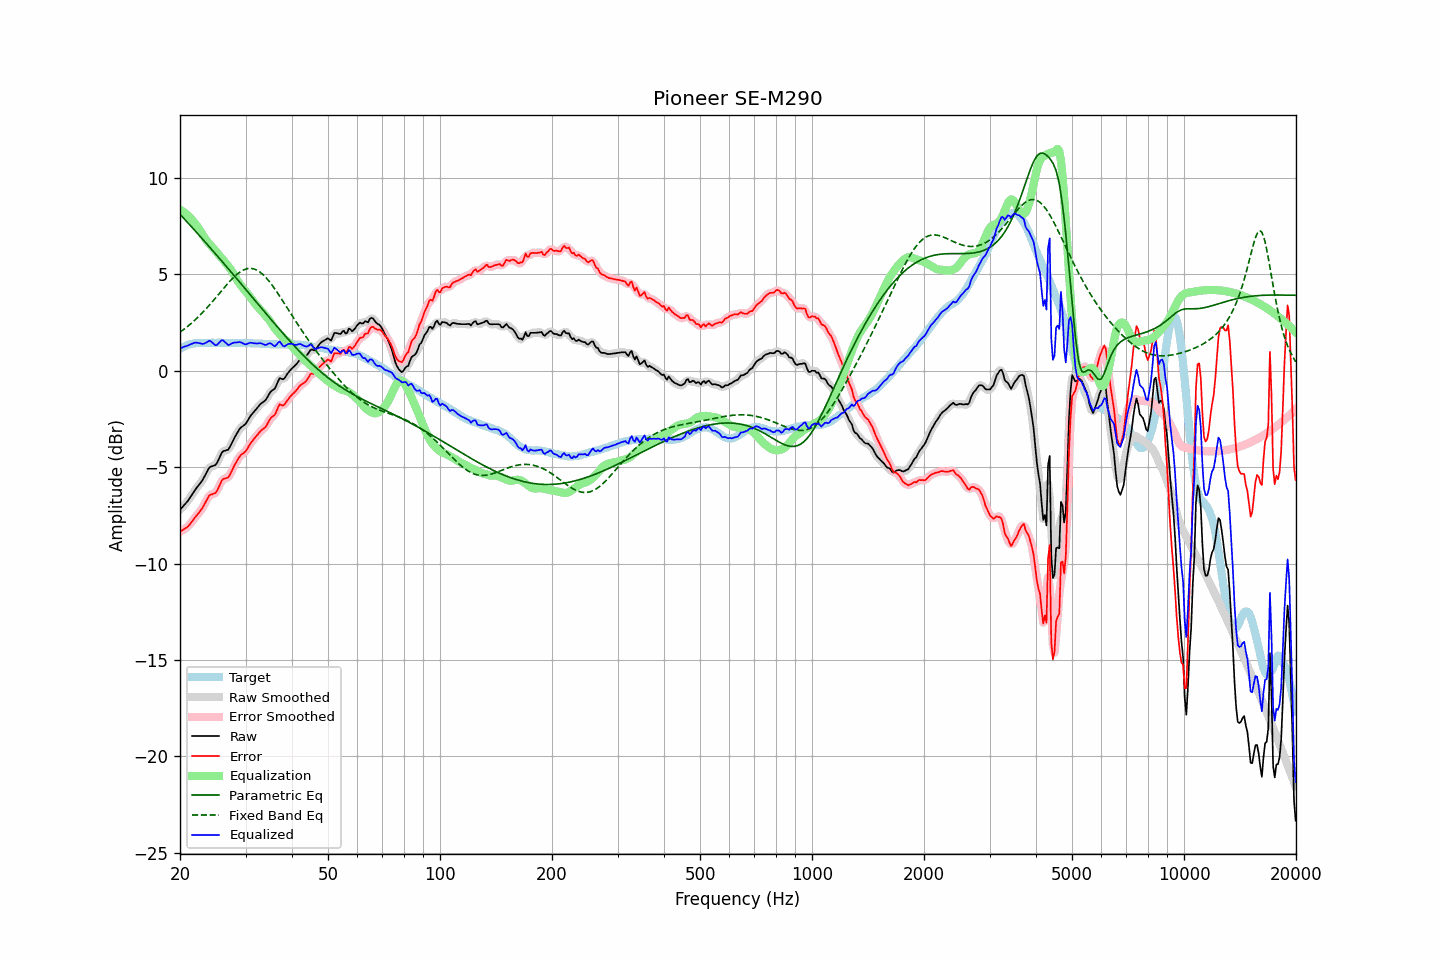 Pioneer SE-M290
Amplitude (dBr)
10
5
0
−5
−10
−15
−20
−25
Target
Raw Smoothed
Error Smoothed
Raw
Error
Equalization
Parametric Eq
Fixed Band Eq
Equalized
20 50 100 200 500 1000 2000 5000 10000 20000
Frequency (Hz)